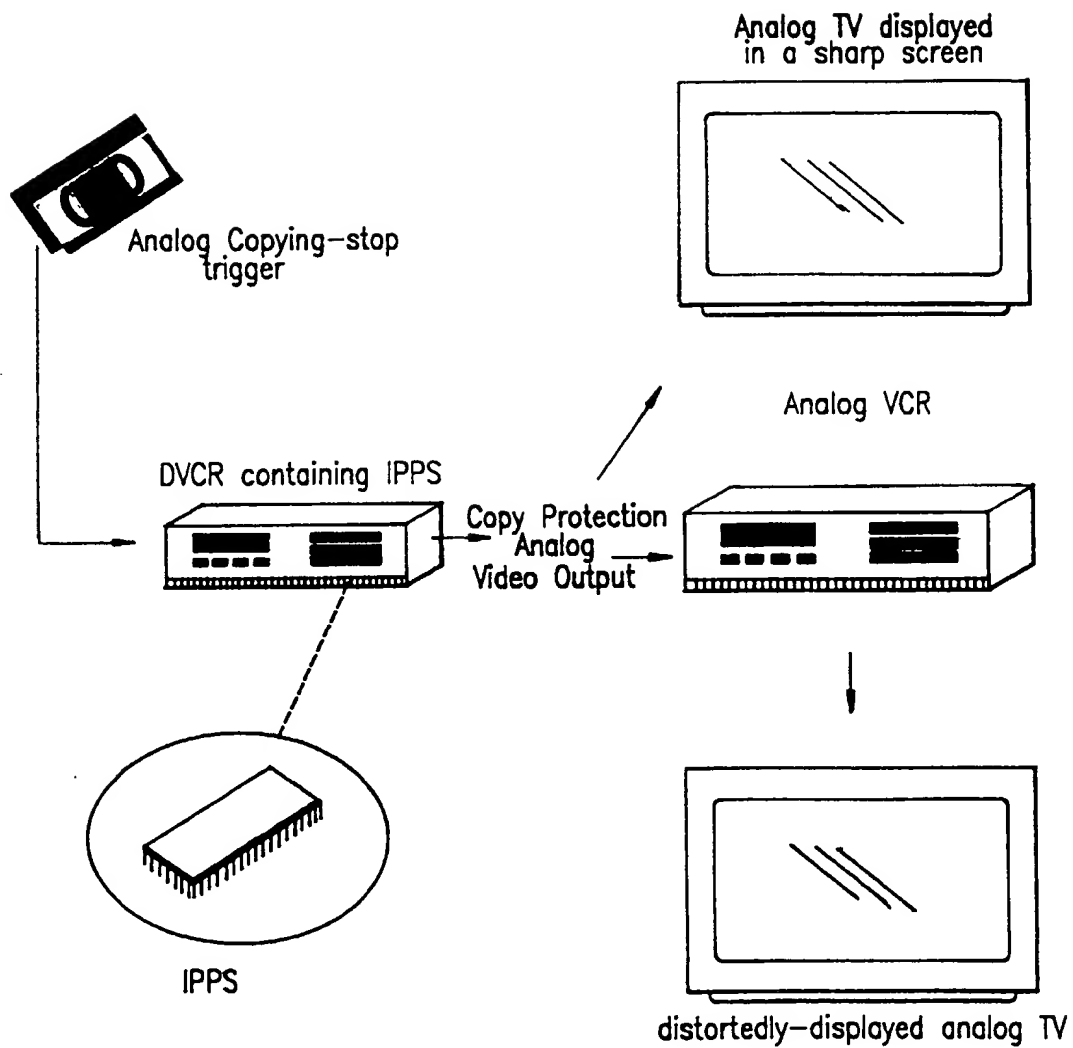 Analog TV displayed
in a sharp screen
Analog Copying-stop
trigger
Analog VCR
DVCR containing IPPS
Copy Protection
Analog
Video Output
IPPS
distortedly-displayed analog TV